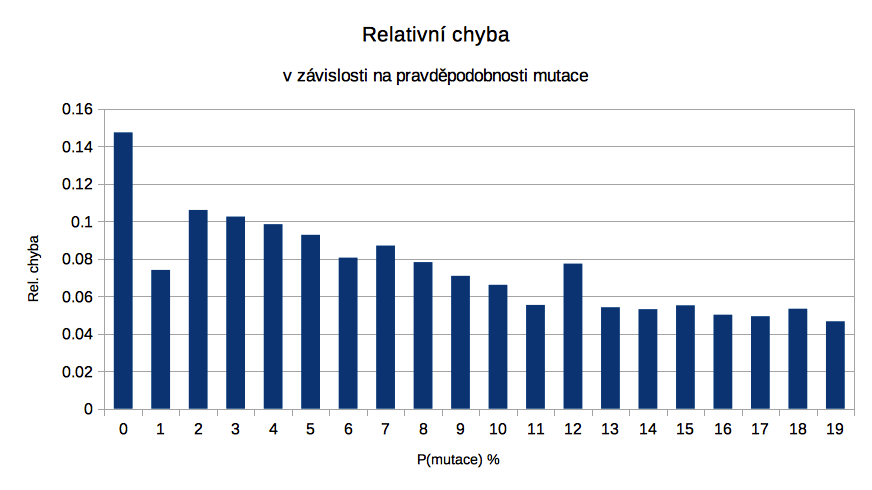 Relativní chyba
v závislosti na pravděpodobnosti mutace
0.16
0.14
0.12
0.1
0.08
0.06
0.04
0.02
0
Rel. chyba
0 1 2 3 4 5 6 7 8 9 10 11 12 13 14 15 16 17 18 19
P(mutace) %